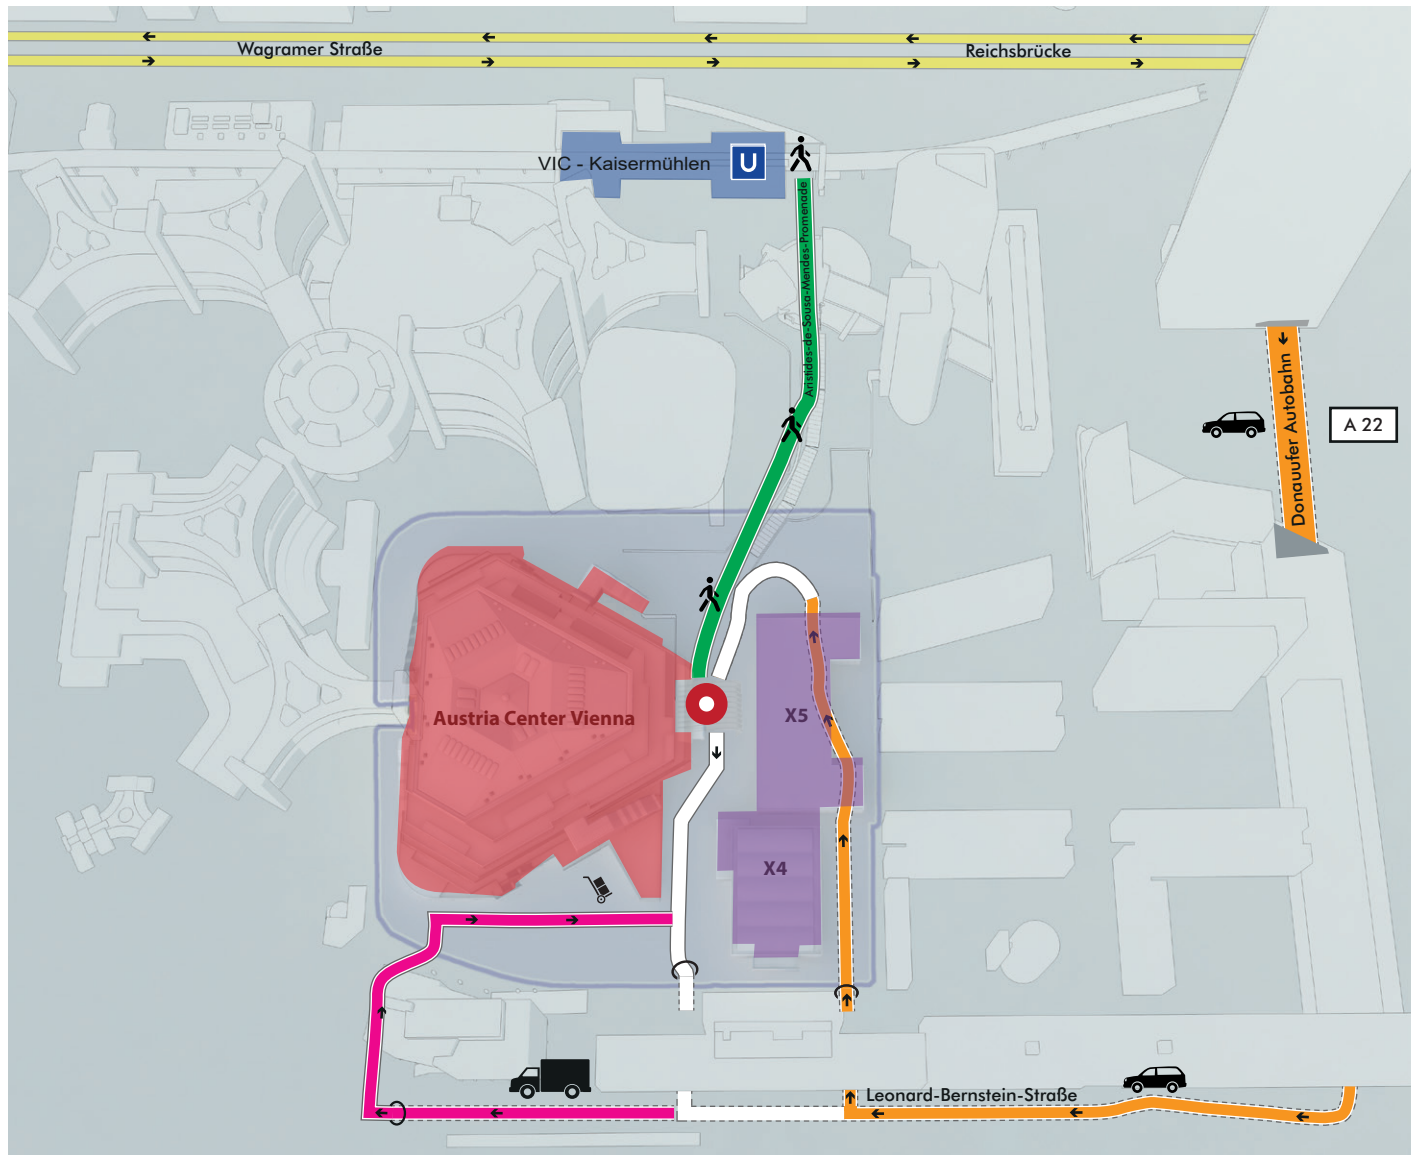 Wagramer Straße
Reichsbrücke
VIC - Kaisermühlen
U
Aristides-de-Sousa-Mendes-Promenade
Donauufer Autobahn
A 22
Austria Center Vienna
X5
X4
Leonard-Bernstein-Straße